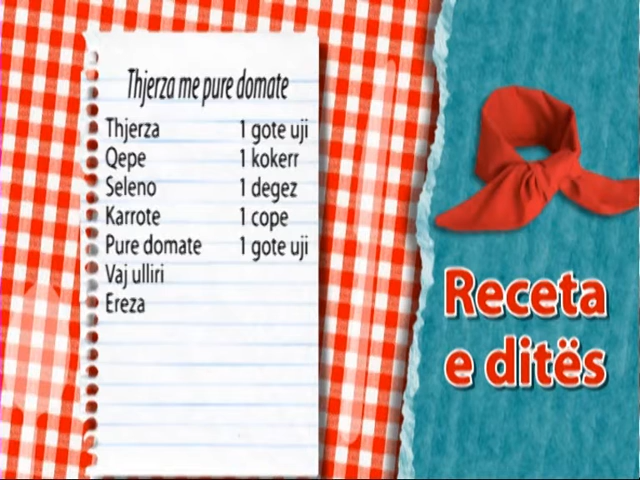 Thjerza me pure domate
Thjerza 1 gote uji
Qepe 1 kokerr
Seleno 1 degez
Karrote 1 cope
Pure domate 1 gote uji
Vaj ulliri
Ereza
Receta
e ditës